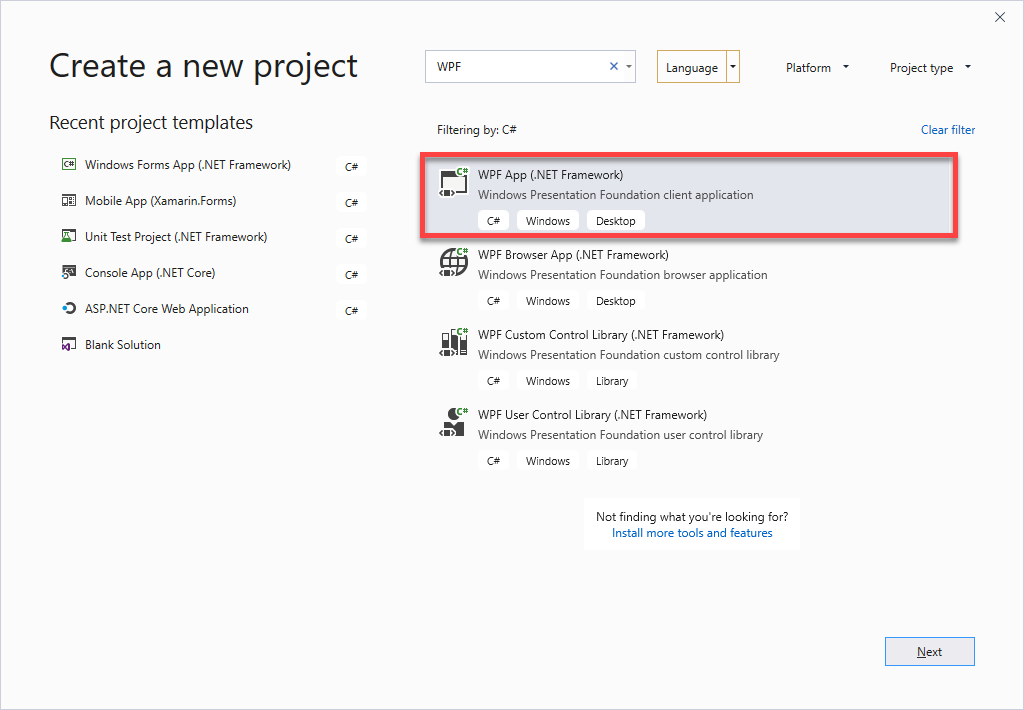 Create a new project
WPF
Language
Platform
Project type
Recent project templates
Windows Forms App (.NET Framework) C#
Mobile App (Xamarin.Forms) C#
Unit Test Project (.NET Framework) C#
Console App (.NET Core) C#
ASP.NET Core Web Application C#
Blank Solution
Filtering by: C#
Clear filter
WPF App (.NET Framework)
Windows Presentation Foundation client application
C# Windows Desktop
WPF Browser App (.NET Framework)
Windows Presentation Foundation browser application
C# Windows Desktop
WPF Custom Control Library (.NET Framework)
Windows Presentation Foundation custom control library
C# Windows Library
WPF User Control Library (.NET Framework)
Windows Presentation Foundation user control library
C# Windows Library
Not finding what you're looking for?
Install more tools and features
Next